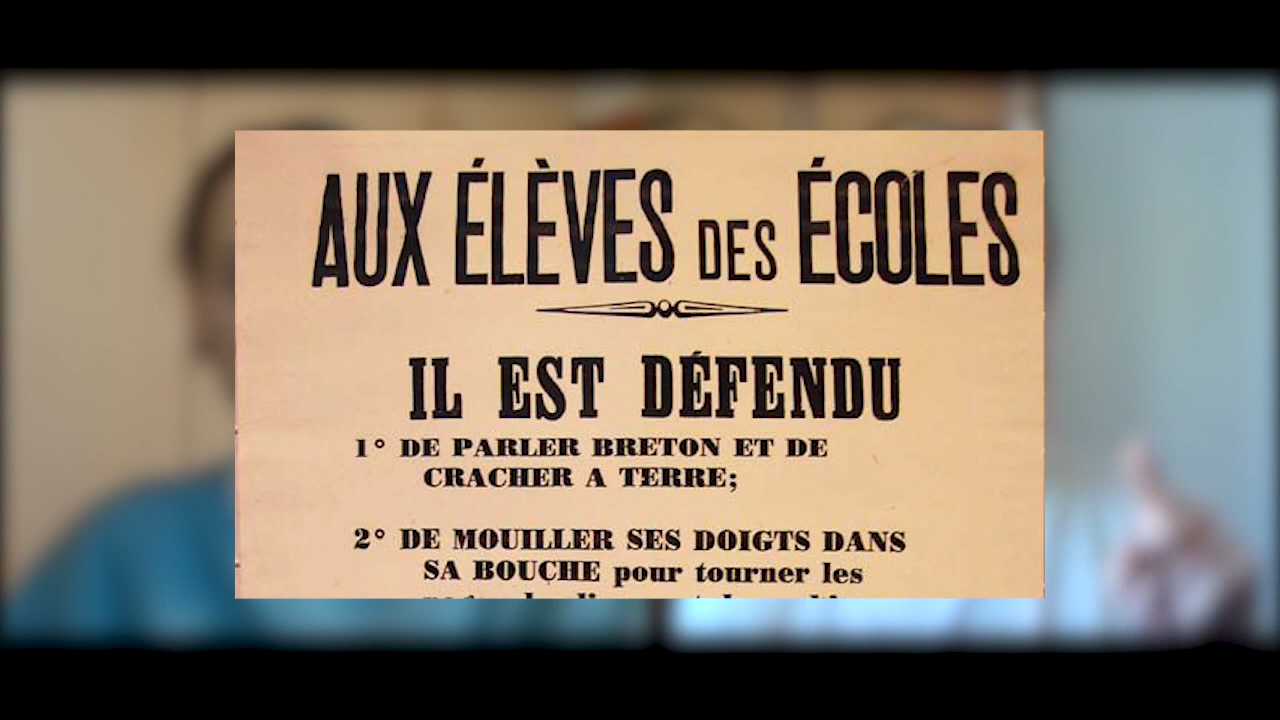 AUX ÉLÈVES DES ÉCOLES
IL EST DÉFENDU
1° DE PARLER BRETON ET DE
CRACHER A TERRE;
2° DE MOUILLER SES DOIGTS DANS
SA BOUCHE pour tourner les